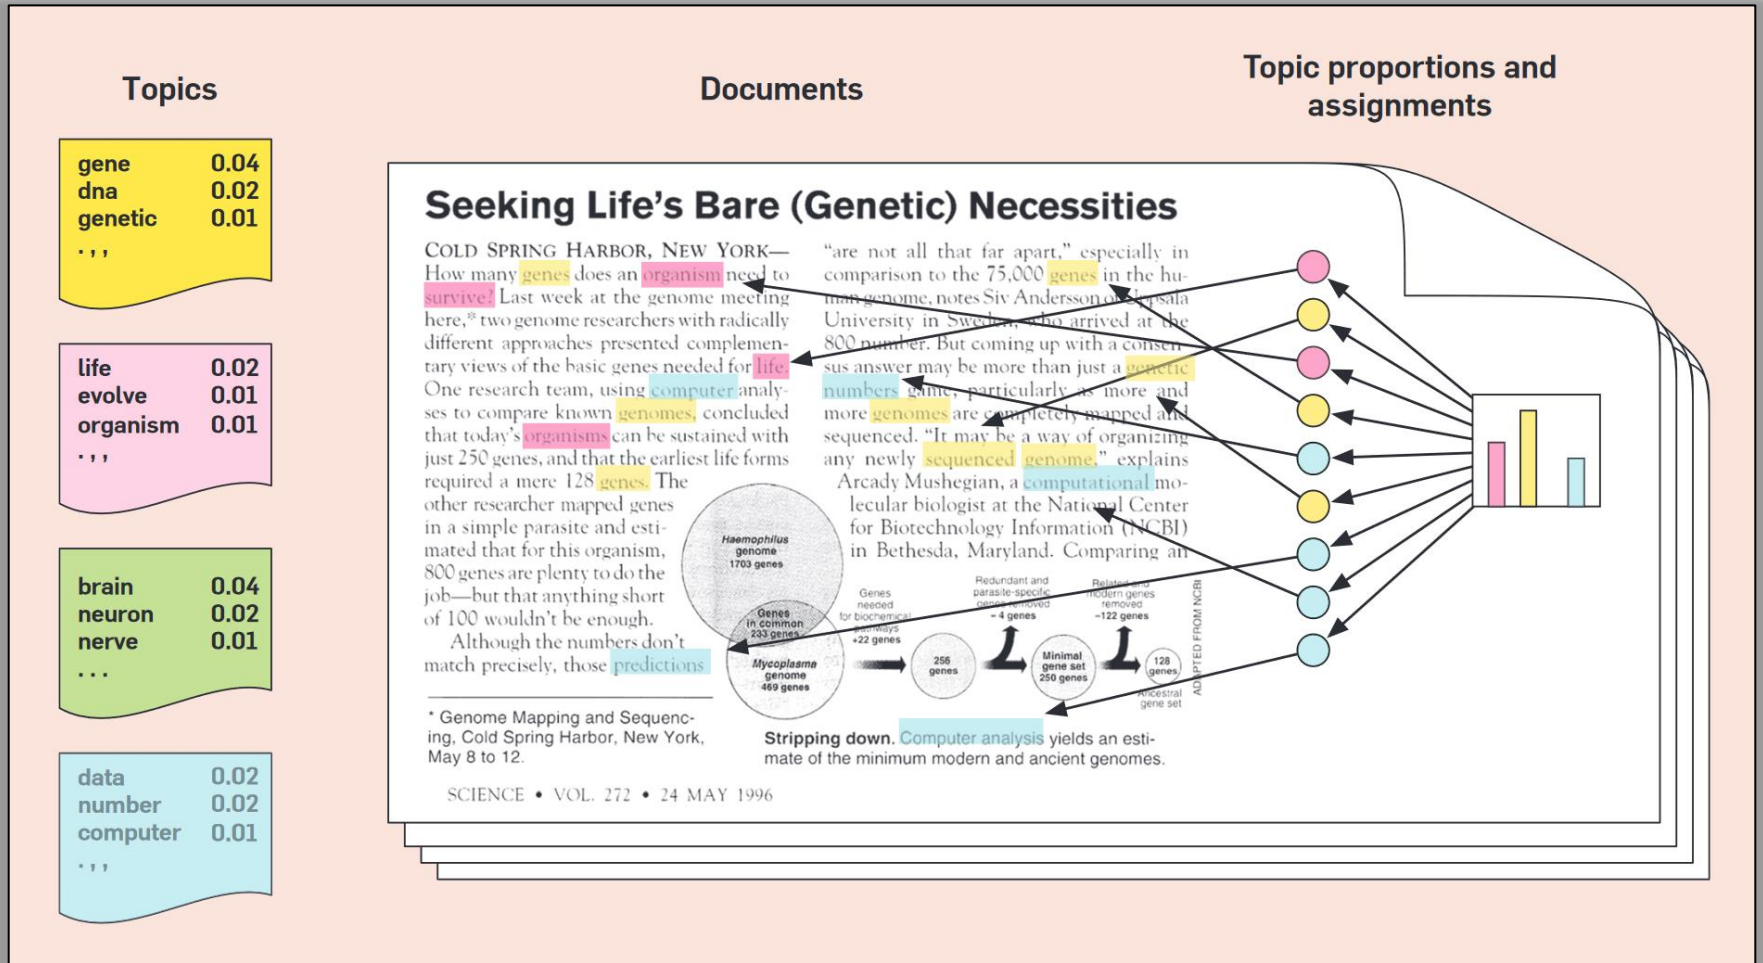 Topics
Documents
Topic proportions and
assignments
gene 0.04
dna 0.02
genetic 0.01
. , ,
life 0.02
evolve 0.01
organism 0.01
. , ,
brain 0.04
neuron 0.02
nerve 0.01
...
data 0.02
number 0.02
computer 0.01
. , ,
Seeking Life's Bare (Genetic) Necessities
COLD SPRING HARBOR, NEW YORK—
How many genes does an organism need to
survive? Last week at the genome meeting
here,* two genome researchers with radically
different approaches presented complemen-
tary views of the basic genes needed for life.
One research team, using computer analy-
ses to compare known genomes, concluded
that today's organisms can be sustained with
just 250 genes, and that the earliest life forms
required a mere 128 genes. The
other researcher mapped genes
in a simple parasite and esti-
mated that for this organism,
800 genes are plenty to do the
job—but that anything short
of 100 wouldn't be enough.
Although the numbers don't
match precisely, those predictions
* Genome Mapping and Sequenc-
ing, Cold Spring Harbor, New York,
May 8 to 12.
"are not all that far apart," especially in
comparison to the 75,000 genes in the hu-
man genome, notes Siv Andersson of Uppsala
University in Sweden, who arrived at the
800 number. But coming up with a consen-
sus answer may be more than just a genetic
numbers game, particularly as more and
more genomes are completely mapped and
sequenced. "It may be a way of organizing
any newly sequenced genome," explains
Arcady Mushegian, a computational mo-
lecular biologist at the National Center
for Biotechnology Information (NCBI)
in Bethesda, Maryland. Comparing an
Haemophilus
genome
1703 genes
Genes
in common
233 genes
Mycoplasma
genome
469 genes
Genes
needed
for biochemical
pathways
+22 genes
256
genes
Redundant and
parasite-specific
genes removed
– 4 genes
Minimal
gene set
250 genes
Related and
modern genes
removed
–122 genes
128
genes
Ancestral
gene set
ADAPTED FROM NCBI
Stripping down. Computer analysis yields an esti-
mate of the minimum modern and ancient genomes.
SCIENCE • VOL. 272 • 24 MAY 1996